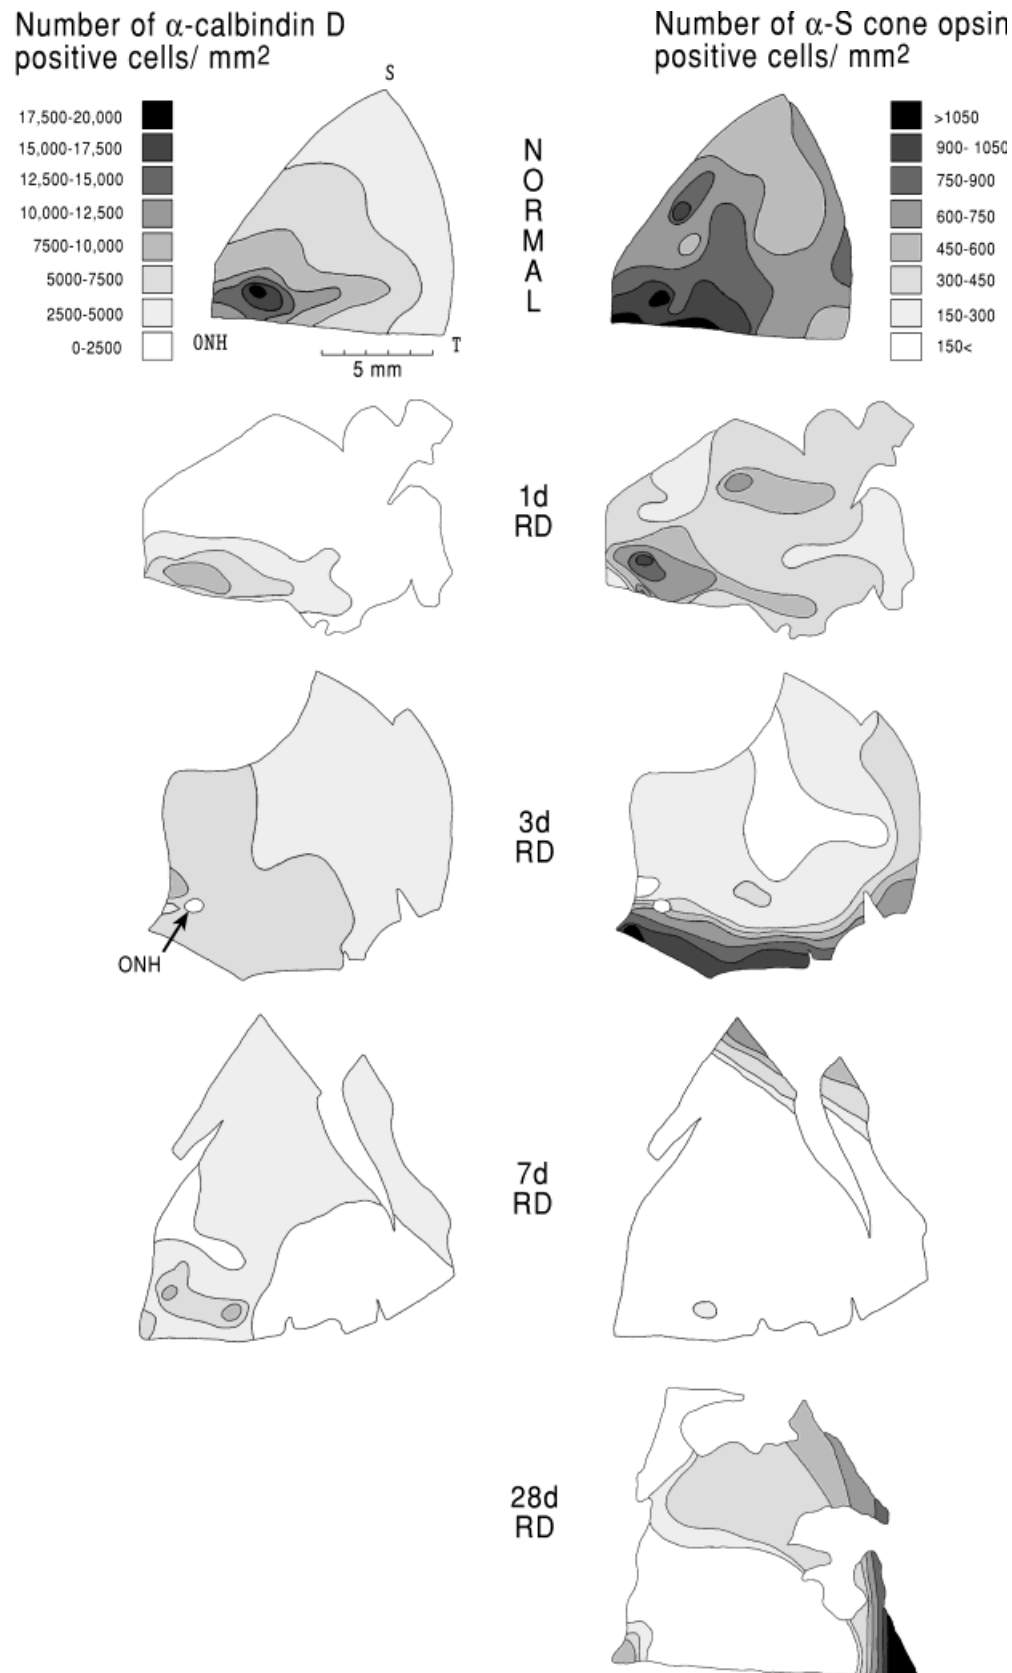 Number of α-calbindin D
positive cells/ mm2
Number of α-S cone opsin
positive cells/ mm2
S
17,500-20,000
15,000-17,500
12,500-15,000
10,000-12,500
7500-10,000
5000-7500
2500-5000
0-2500
ONH
T
5 mm
N
O
R
M
A
L
>1050
900- 1050
750-900
600-750
450-600
300-450
150-300
150<
1d
RD
3d
RD
ONH
7d
RD
28d
RD